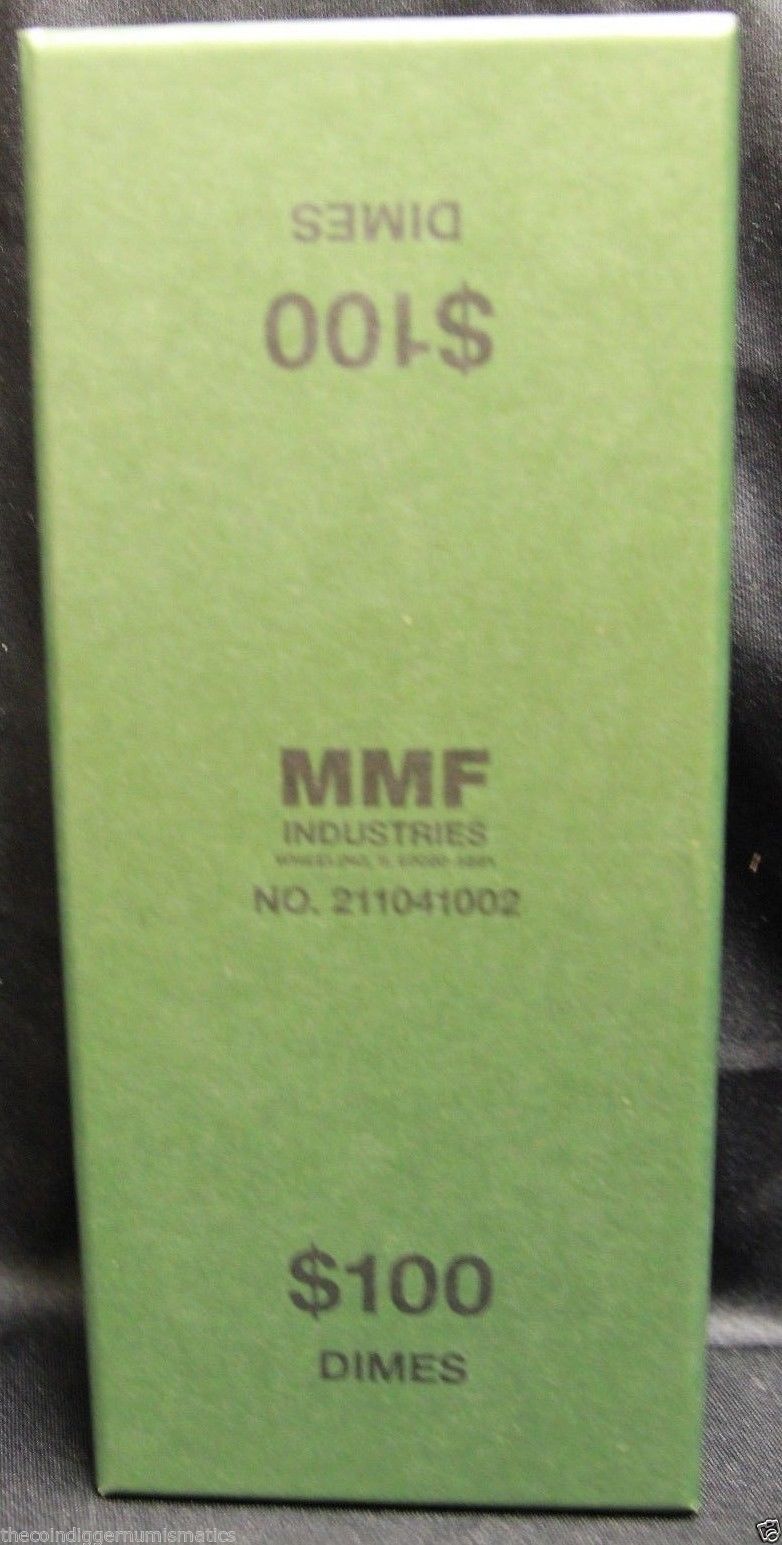 DIMES
$100
MMF
INDUSTRIES
NO. 211041002
$100
DIMES
thecoindiggernumismatics